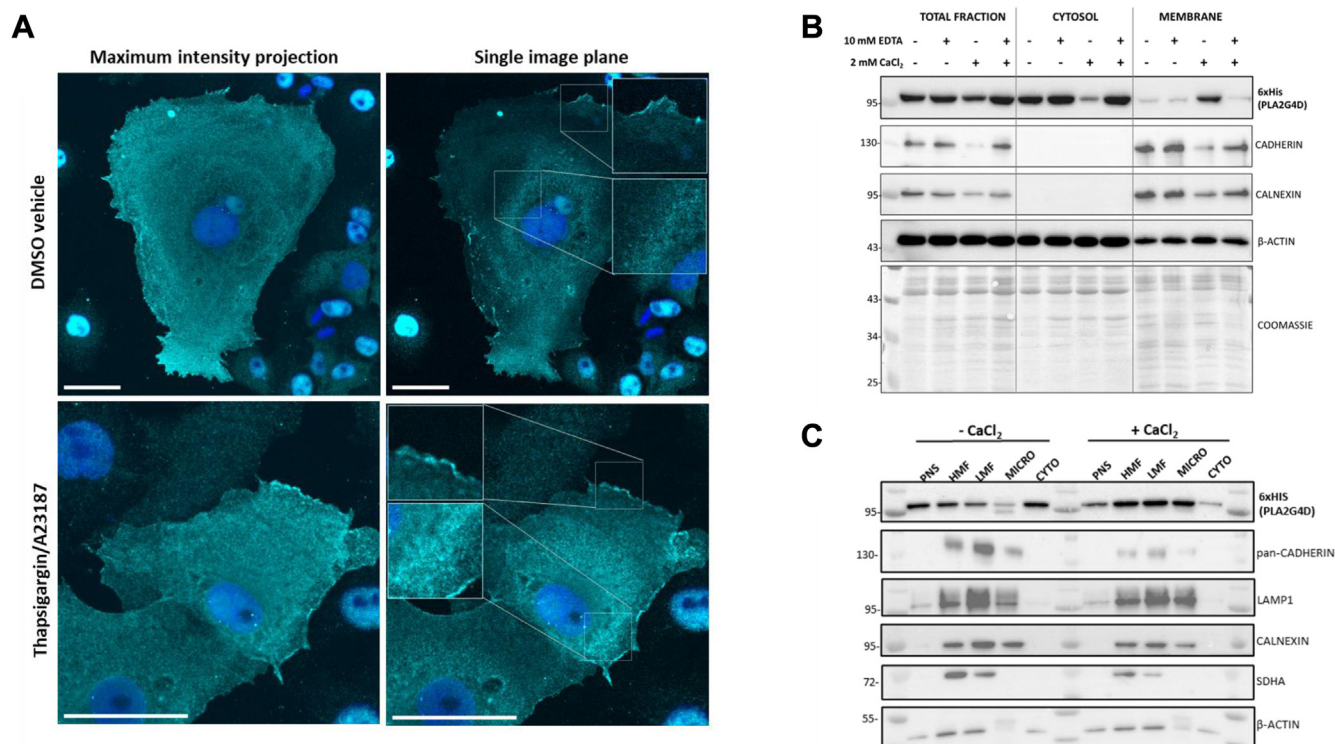 A
Maximum intensity projection
Single image plane
DMSO vehicle
Thapsigargin/A23187
B
TOTAL FRACTION CYTOSOL MEMBRANE
10 mM EDTA - + - + - + - + - + - +
2 mM CaCl₂ - - + + - - + + - - + +
95- 6xHis
(PLA2G4D)
130- CADHERIN
95- CALNEXIN
43- β-ACTIN
43-
34- COOMASSIE
25-
C
- CaCl₂ + CaCl₂
PNS HMF LMF MICRO CYTO PNS HMF LMF MICRO CYTO
95- 6xHIS
(PLA2G4D)
130- pan-CADHERIN
95- LAMP1
95- CALNEXIN
72- SDHA
55- β-ACTIN
43-